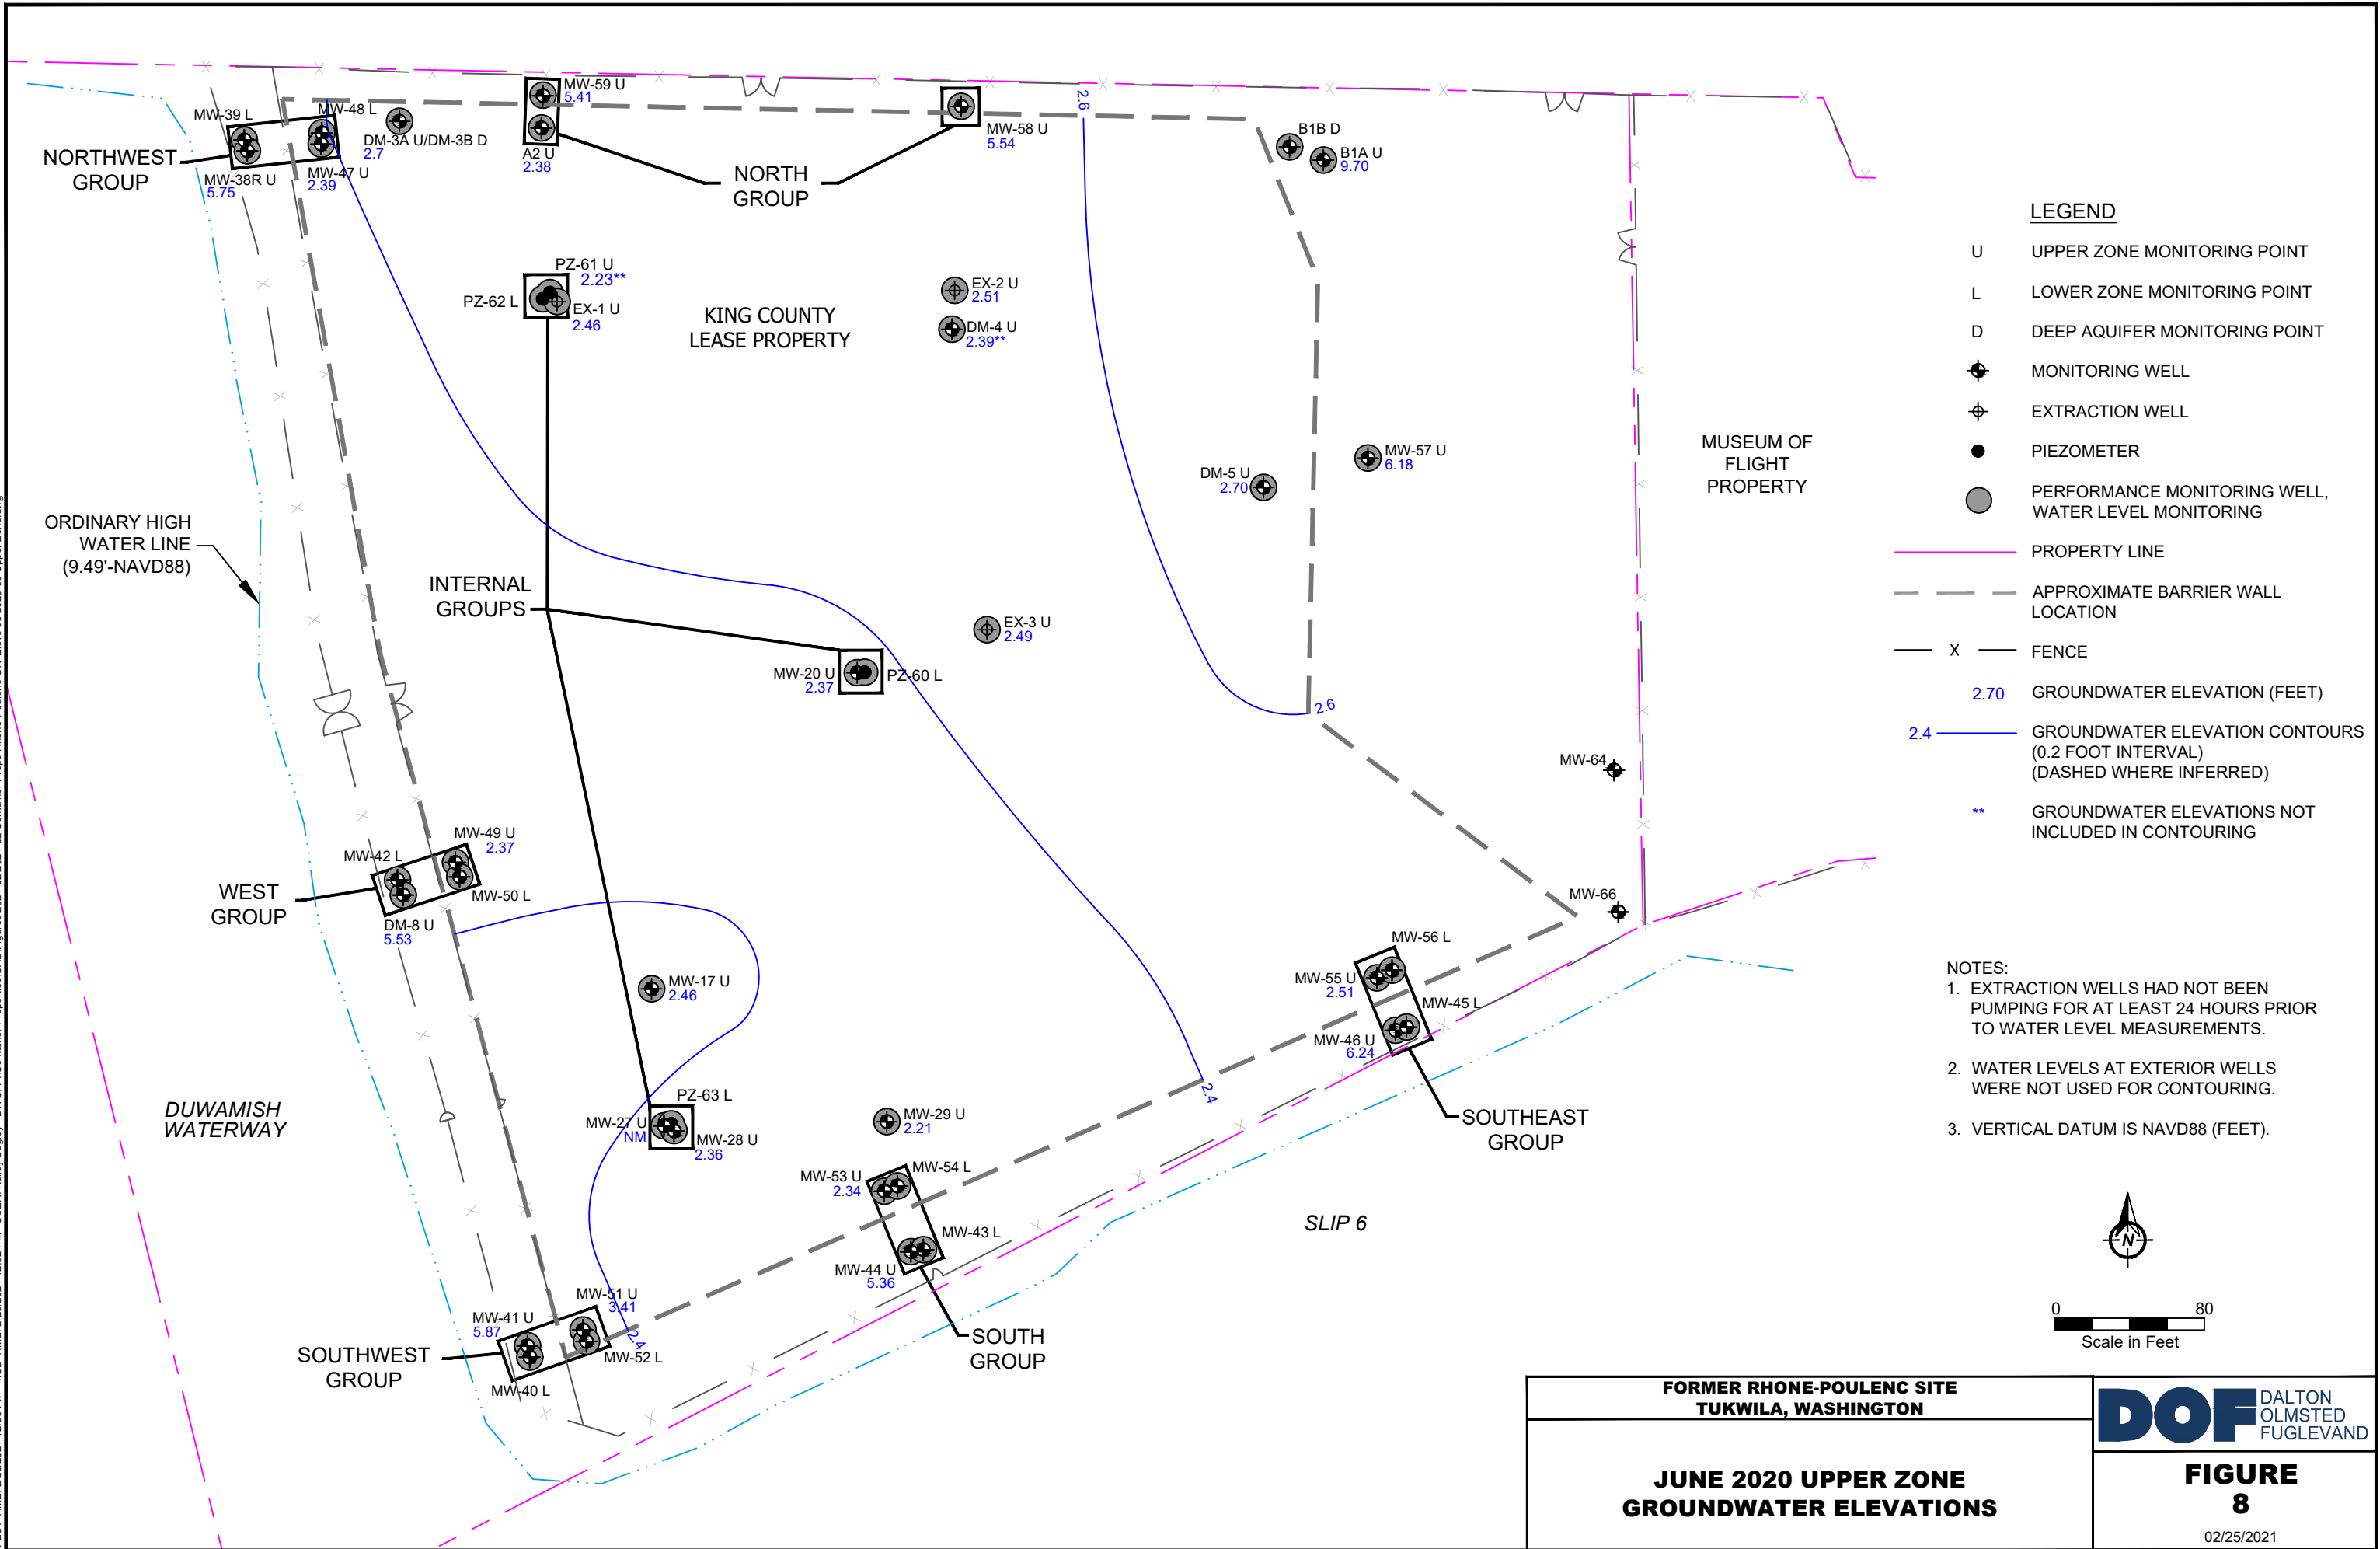 MW-59 U
5.41
MW-39 L
MW-48 L
DM-3A U/DM-3B D
2.7
NORTHWEST
GROUP
MW-38R U
5.75
MW-47 U
2.39
A2 U
2.38
NORTH
GROUP
MW-58 U
5.54
2.6
B1B D
B1A U
9.70
PZ-61 U
2.23**
PZ-62 L
EX-1 U
2.46
KING COUNTY
LEASE PROPERTY
EX-2 U
2.51
DM-4 U
2.39**
MW-57 U
6.18
DM-5 U
2.70
MUSEUM OF
FLIGHT
PROPERTY
ORDINARY HIGH
WATER LINE
(9.49'-NAVD88)
INTERNAL
GROUPS
EX-3 U
2.49
MW-20 U
2.37
PZ-60 L
2.6
MW-64
MW-66
MW-49 U
2.37
MW-42 L
MW-50 L
WEST
GROUP
DM-8 U
5.53
MW-17 U
2.46
MW-56 L
MW-55 U
2.51
MW-45 L
MW-46 U
6.24
2.4
SOUTHEAST
GROUP
DUWAMISH
WATERWAY
PZ-63 L
MW-27 U
NM
MW-28 U
2.36
MW-29 U
2.21
MW-53 U
2.34
MW-54 L
MW-43 L
MW-44 U
5.36
SOUTH
GROUP
SLIP 6
MW-51 U
3.41
MW-41 U
5.87
2.4
MW-52 L
SOUTHWEST
GROUP
MW-40 L
LEGEND
U UPPER ZONE MONITORING POINT
L LOWER ZONE MONITORING POINT
D DEEP AQUIFER MONITORING POINT
MONITORING WELL
EXTRACTION WELL
PIEZOMETER
PERFORMANCE MONITORING WELL,
WATER LEVEL MONITORING
PROPERTY LINE
APPROXIMATE BARRIER WALL
LOCATION
X FENCE
2.70 GROUNDWATER ELEVATION (FEET)
2.4 GROUNDWATER ELEVATION CONTOURS
(0.2 FOOT INTERVAL)
(DASHED WHERE INFERRED)
** GROUNDWATER ELEVATIONS NOT
INCLUDED IN CONTOURING
NOTES:
1. EXTRACTION WELLS HAD NOT BEEN
PUMPING FOR AT LEAST 24 HOURS PRIOR
TO WATER LEVEL MEASUREMENTS.
2. WATER LEVELS AT EXTERIOR WELLS
WERE NOT USED FOR CONTOURING.
3. VERTICAL DATUM IS NAVD88 (FEET).
N
0 80
Scale in Feet
FORMER RHONE-POULENC SITE
TUKWILA, WASHINGTON
JUNE 2020 UPPER ZONE
GROUNDWATER ELEVATIONS
DOF
DALTON
OLMSTED
FUGLEVAND
FIGURE
8
02/25/2021